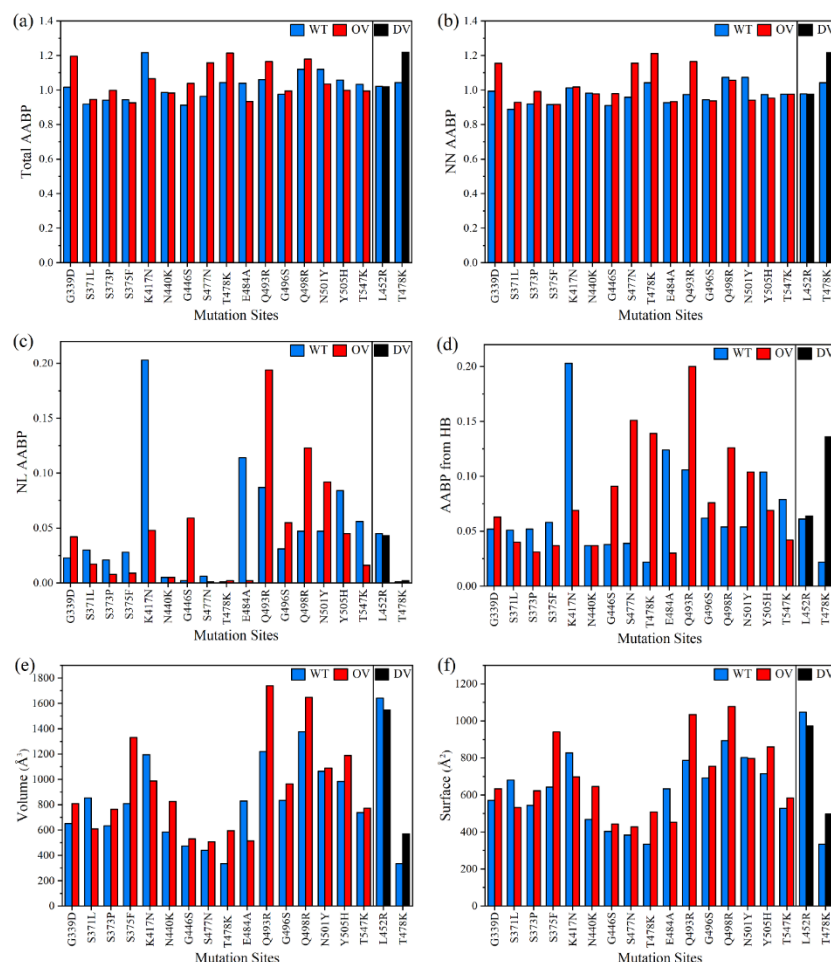 (a)
WT OV DV
Total AABP
1.4
1.2
1.0
0.8
0.6
0.4
0.2
0.0
G339D S371L S373P S375F K417N N440K G446S S477N T478K E484A Q493R G496S Q498R N501Y Y505H T547K L452R T478K
Mutation Sites
(b)
WT OV DV
NN AABP
1.4
1.2
1.0
0.8
0.6
0.4
0.2
0.0
G339D S371L S373P S375F K417N N440K G446S S477N T478K E484A Q493R G496S Q498R N501Y Y505H T547K L452R T478K
Mutation Sites
(c)
WT OV DV
NL AABP
0.20
0.15
0.10
0.05
0.00
G339D S371L S373P S375F K417N N440K G446S S477N T478K E484A Q493R G496S Q498R N501Y Y505H T547K L452R T478K
Mutation Sites
(d)
WT OV DV
AABP from HB
0.20
0.15
0.10
0.05
0.00
G339D S371L S373P S375F K417N N440K G446S S477N T478K E484A Q493R G496S Q498R N501Y Y505H T547K L452R T478K
Mutation Sites
(e)
WT OV DV
Volume (Å³)
1800
1600
1400
1200
1000
800
600
400
200
0
G339D S371L S373P S375F K417N N440K G446S S477N T478K E484A Q493R G496S Q498R N501Y Y505H T547K L452R T478K
Mutation Sites
(f)
WT OV DV
Surface (Å²)
1200
1000
800
600
400
200
0
G339D S371L S373P S375F K417N N440K G446S S477N T478K E484A Q493R G496S Q498R N501Y Y505H T547K L452R T478K
Mutation Sites